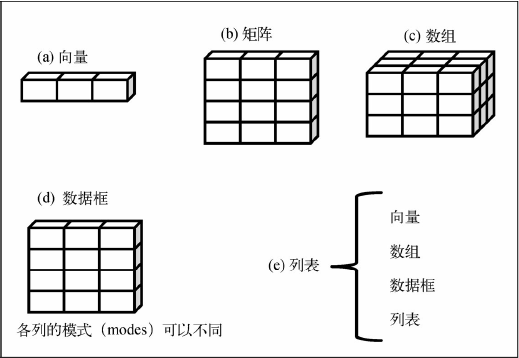 (a) 向量
(b) 矩阵
(c) 数组
(d) 数据框
各列的模式（modes）可以不同
(e) 列表
向量
数组
数据框
列表